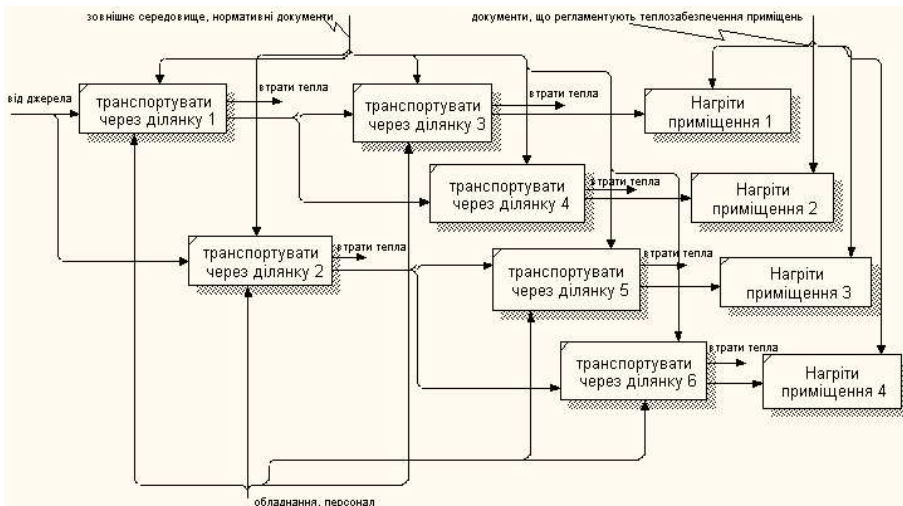 зовнішнє середовище, нормативні документи
документи, що регламентують теплозабезпечення приміщень
від джерела
транспортувати
через ділянку 1
втрати тепла
транспортувати
через ділянку 3
втрати тепла
Нагріти
приміщення 1
транспортувати
через ділянку 4
втрати тепла
Нагріти
приміщення 2
транспортувати
через ділянку 2
втрати тепла
транспортувати
через ділянку 5
втрати тепла
Нагріти
приміщення 3
транспортувати
через ділянку 6
втрати тепла
Нагріти
приміщення 4
обладнання, персонал